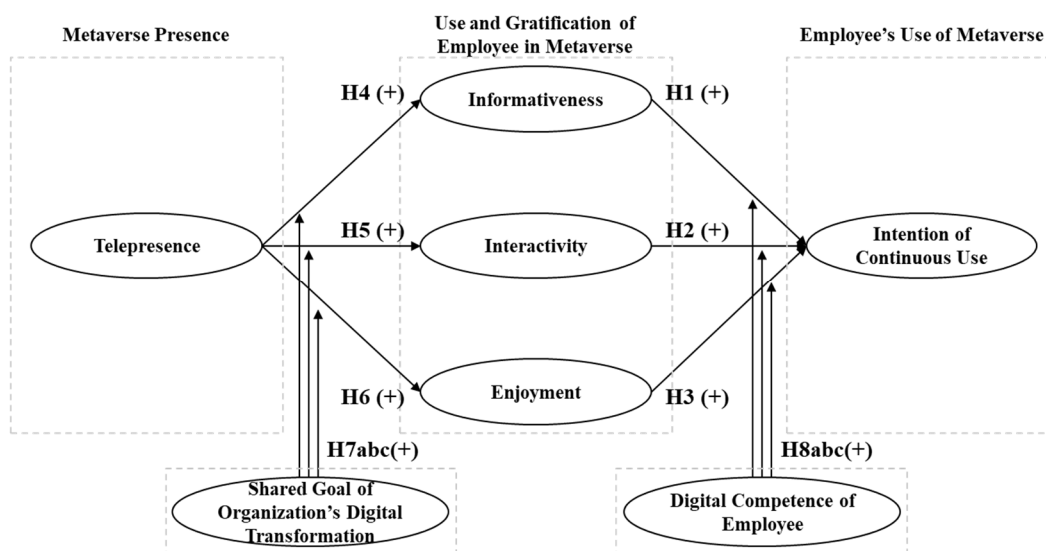 Metaverse Presence
Use and Gratification of
Employee in Metaverse
Employee's Use of Metaverse
H4 (+)
Informativeness
H1 (+)
Telepresence
H5 (+)
Interactivity
H2 (+)
Intention of
Continuous Use
H6 (+)
Enjoyment
H3 (+)
H7abc(+)
H8abc(+)
Shared Goal of
Organization's Digital
Transformation
Digital Competence of
Employee